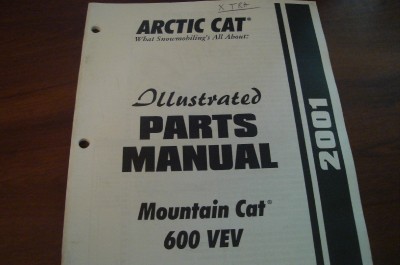 ARCTIC CAT®
What Snowmobiling's All About!
Illustrated
PARTS
MANUAL
Mountain Cat®
600 VEV
2001